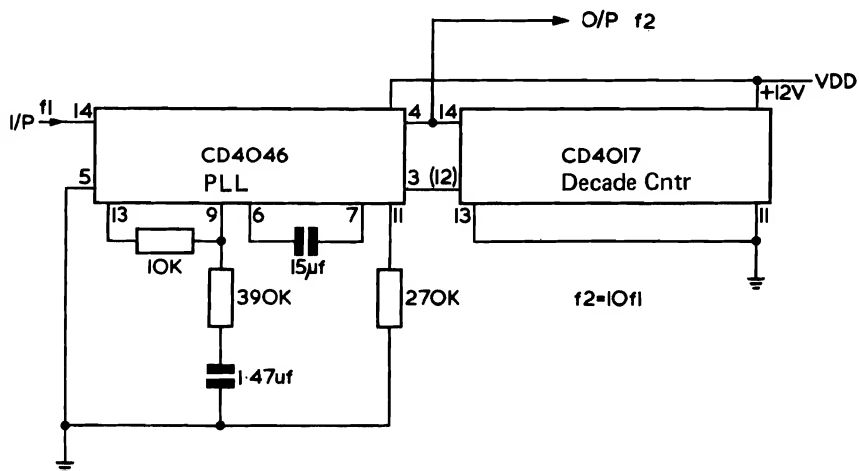 O/P f2
VDD
+12V
I/P f1 14
4 14
CD4046
PLL
CD4017
Decade Cntr
5
3 (12)
13 9 6 7 11
13 11
10K
15µf
390K
270K
f2=10f1
1·47uf